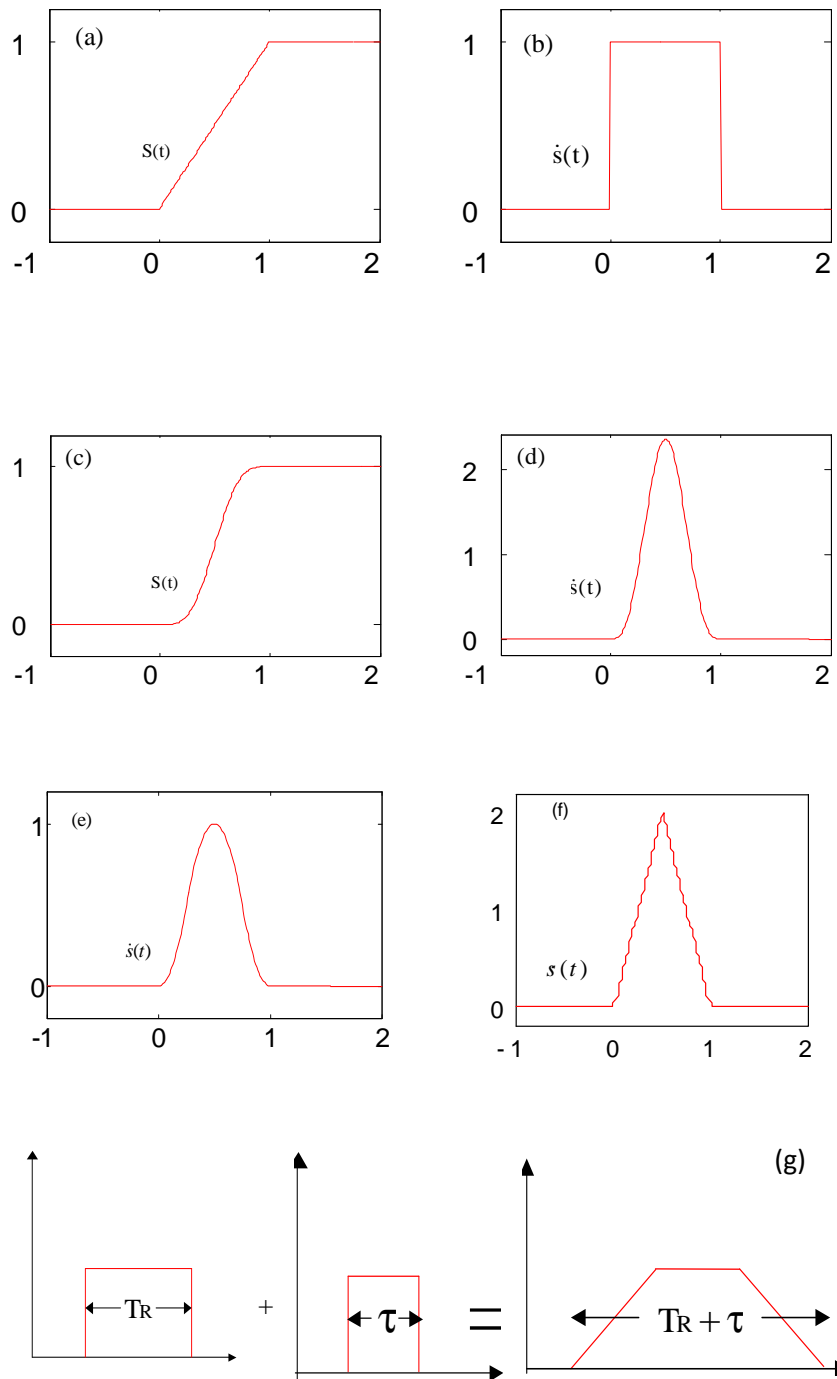 (a)
1
S(t)
0
-1 0 1 2
(b)
1
ṡ(t)
0
-1 0 1 2
(c)
1
S(t)
0
-1 0 1 2
(d)
2
1
ṡ(t)
0
-1 0 1 2
(e)
1
ṡ(t)
0
-1 0 1 2
(f)
2
1
s(t)
0
-1 0 1 2
(g)
TR + τ = TR + τ